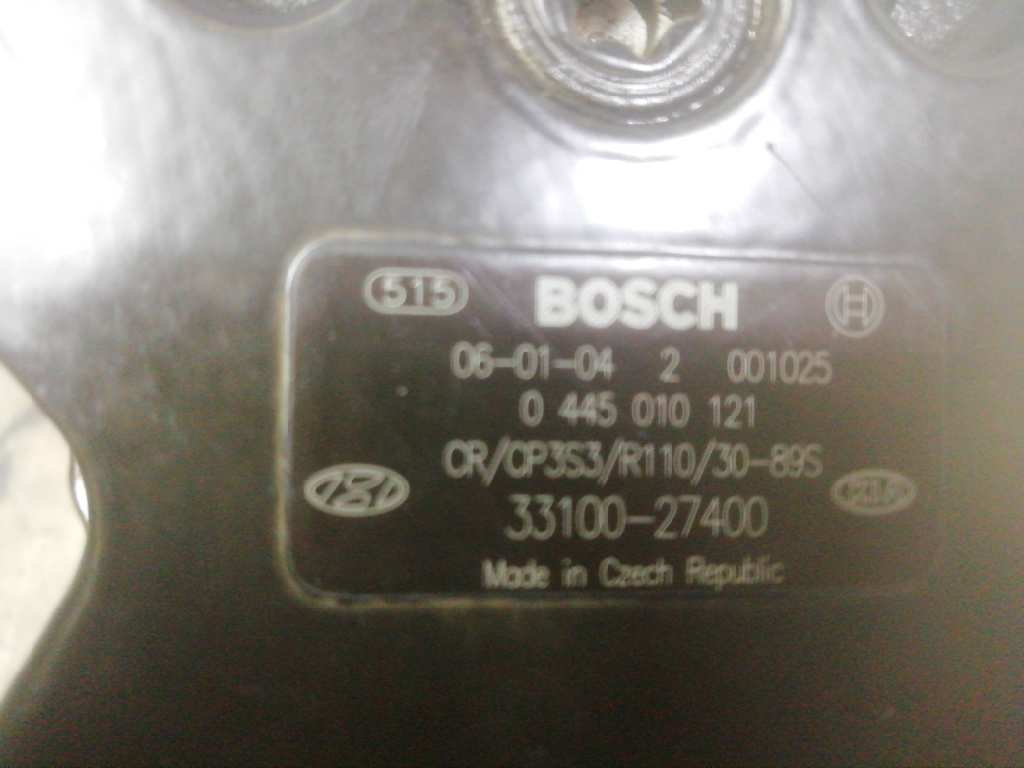 515 BOSCH
06-01-04 2 001025
0 445 010 121
CR/CP3S3/R110/30-89S
KIA
33100-27400
Made in Czech Republic